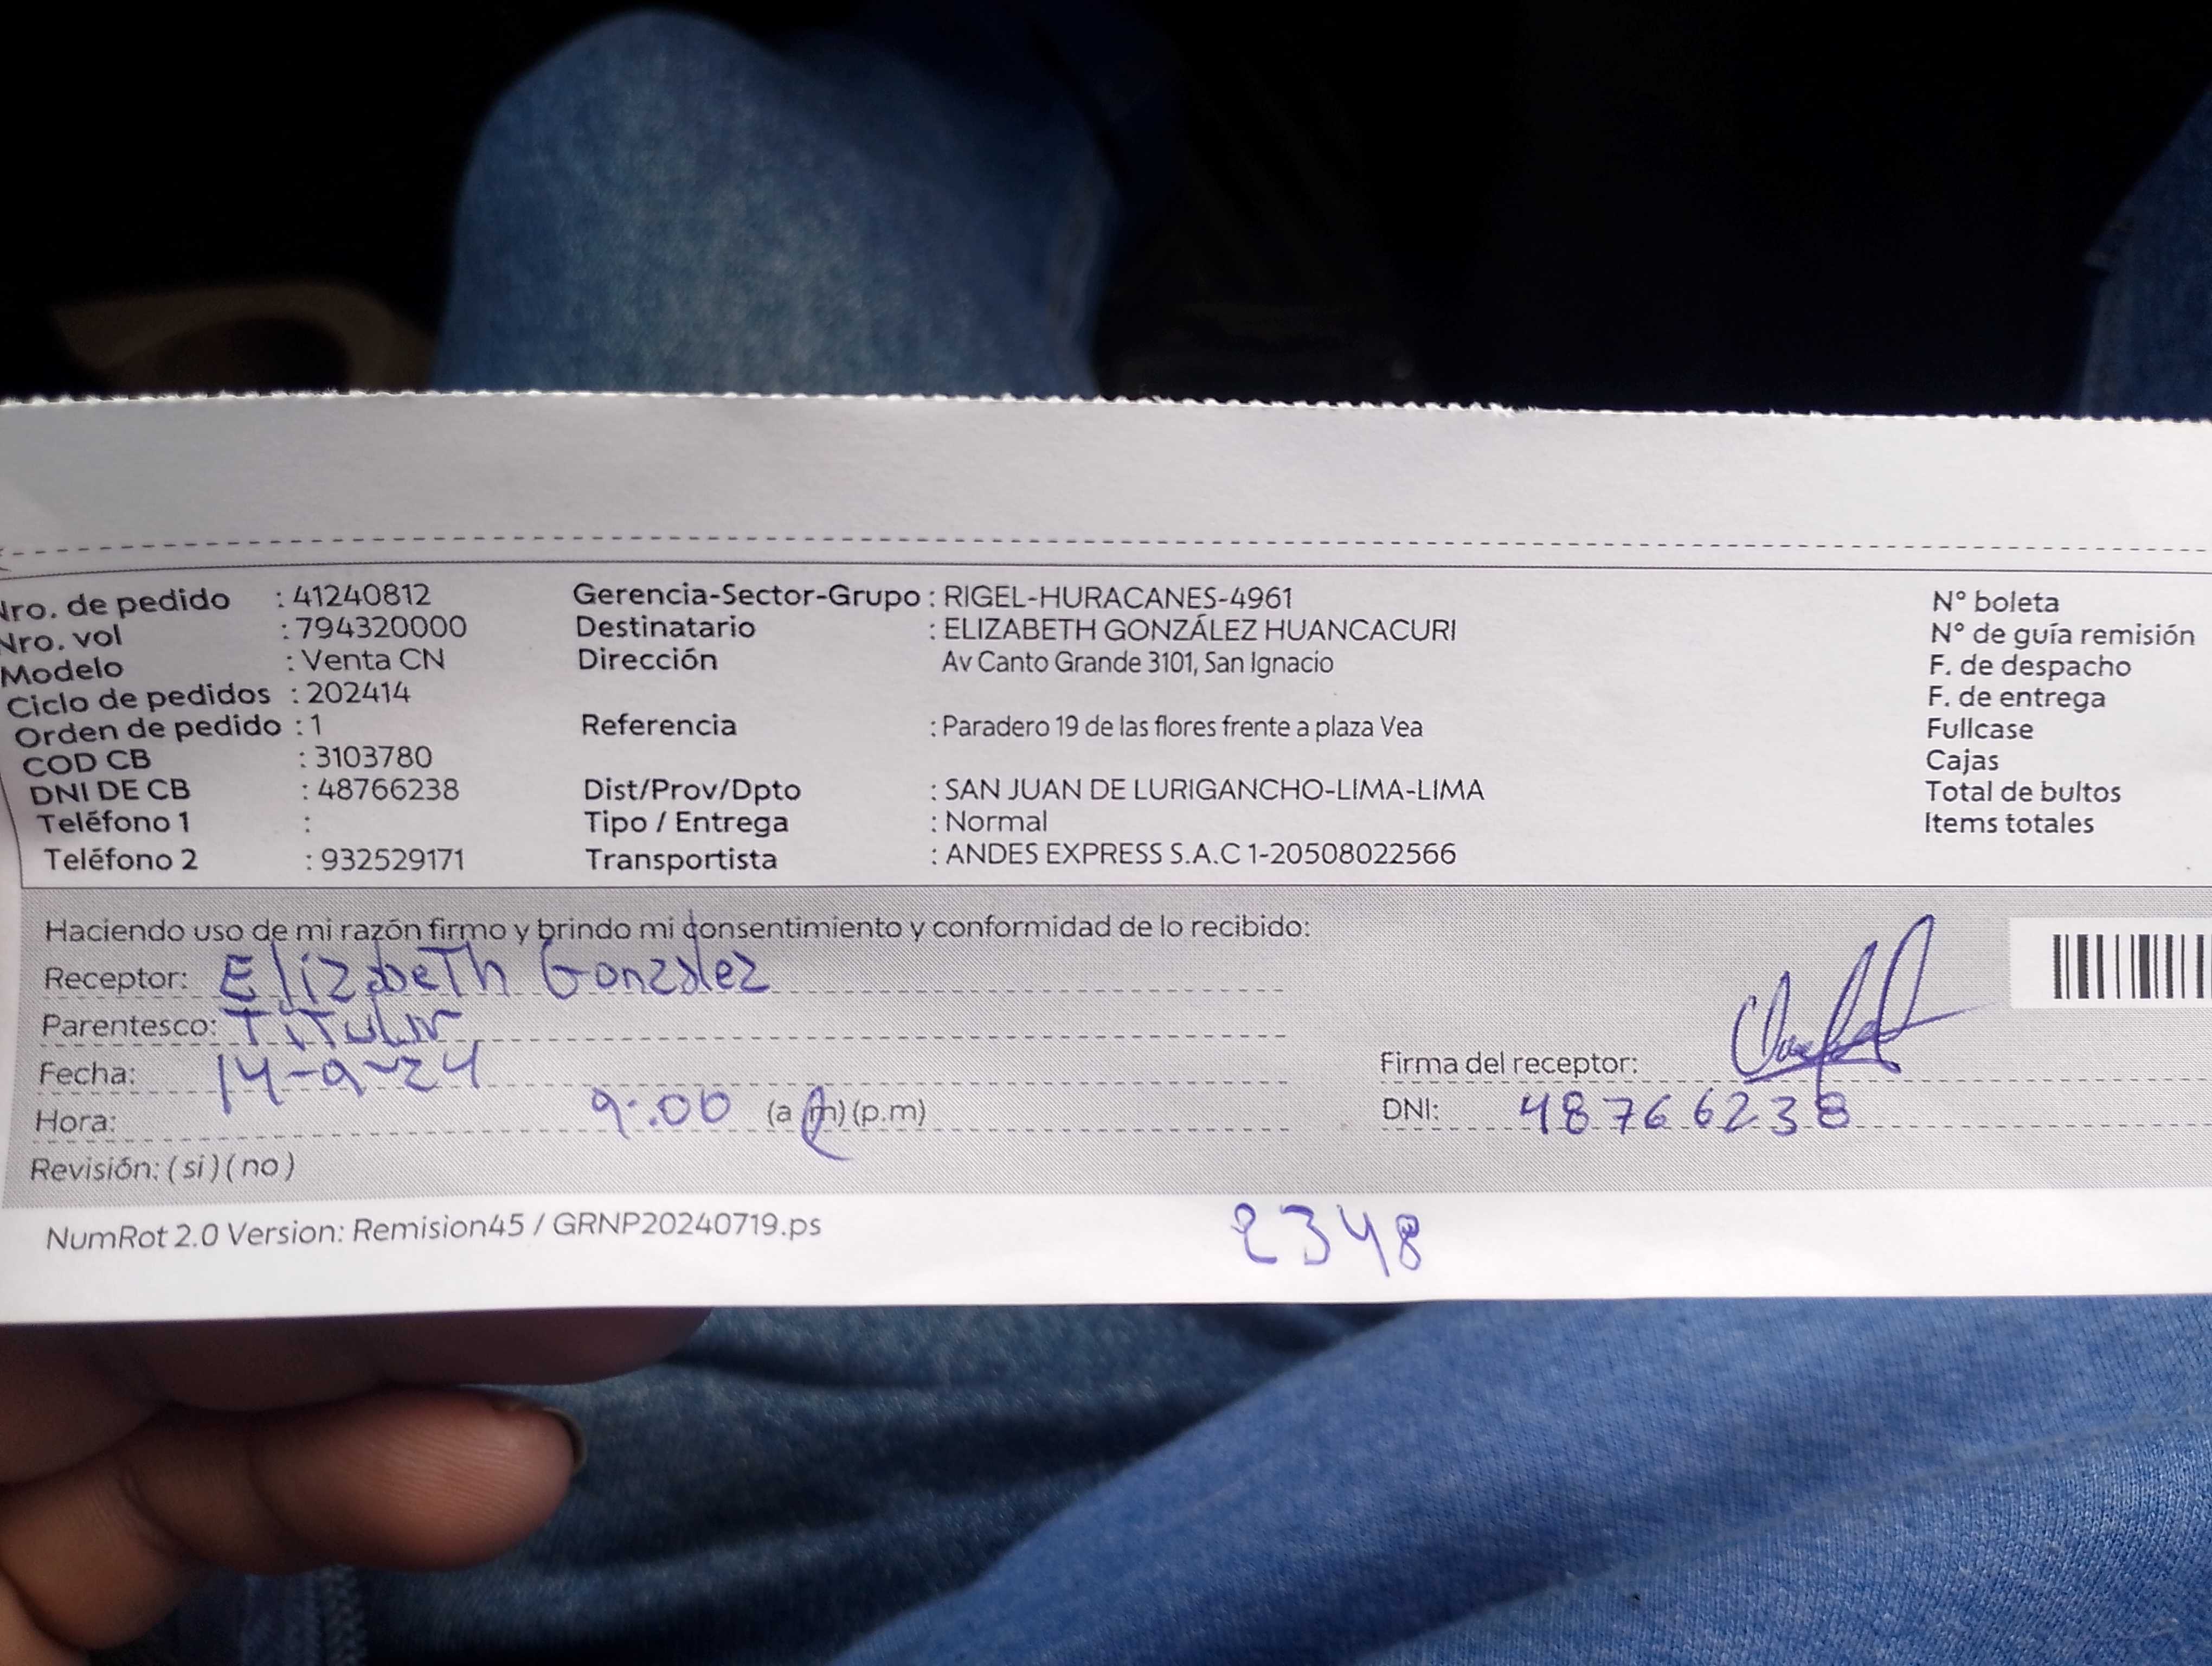 Nro. de pedido : 41240812 Gerencia-Sector-Grupo : RIGEL-HURACANES-4961 N° boleta
Nro. vol : 794320000 Destinatario : ELIZABETH GONZÁLEZ HUANCACURI N° de guía remisión
Modelo : Venta CN Dirección Av Canto Grande 3101, San Ignacio F. de despacho
Ciclo de pedidos : 202414 F. de entrega
Orden de pedido : 1 Referencia : Paradero 19 de las flores frente a plaza Vea Fullcase
COD CB : 3103780 Cajas
DNI DE CB : 48766238 Dist/Prov/Dpto : SAN JUAN DE LURIGANCHO-LIMA-LIMA Total de bultos
Teléfono 1 : Tipo / Entrega : Normal Items totales
Teléfono 2 : 932529171 Transportista : ANDES EXPRESS S.A.C 1-20508022566
Haciendo uso de mi razón firmo y brindo mi consentimiento y conformidad de lo recibido:
Receptor: Elizabeth Gonzalez
Parentesco: Titular
Fecha: 14-9-24 Firma del receptor:
Hora: 9:00 (a m) (p.m) DNI: 48766238
Revisión: ( si ) ( no )
NumRot 2.0 Version: Remision45 / GRNP20240719.ps 2348